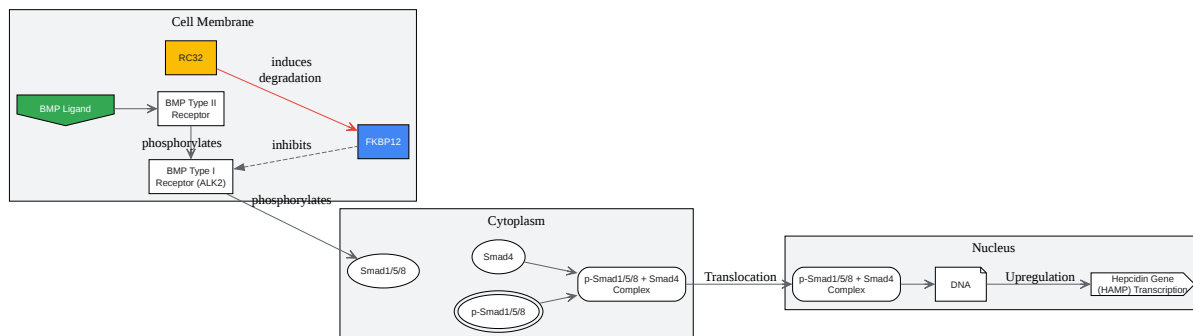 Cell Membrane
RC32
induces
degradation
BMP Ligand
BMP Type II
Receptor
phosphorylates
FKBP12
inhibits
BMP Type I
Receptor (ALK2)
phosphorylates
Cytoplasm
Smad4
Smad1/5/8
p-Smad1/5/8 + Smad4
Complex
p-Smad1/5/8
Translocation
Nucleus
p-Smad1/5/8 + Smad4
Complex
DNA
Upregulation
Hepcidin Gene
(HAMP) Transcription